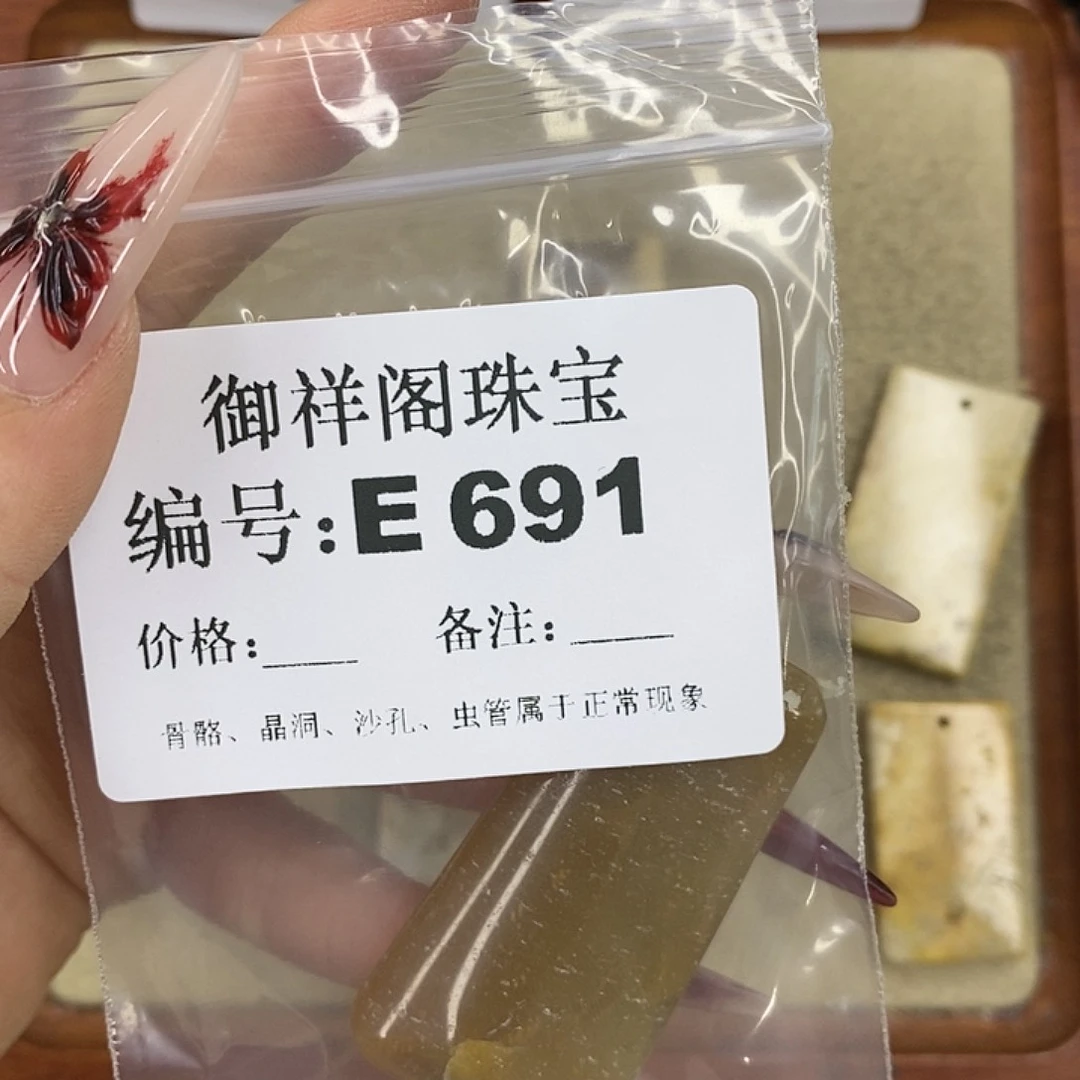 御祥阁珠宝
编号:E691
价格:____ 备注:____
骨骼、晶洞、沙孔、虫管属于正常现象